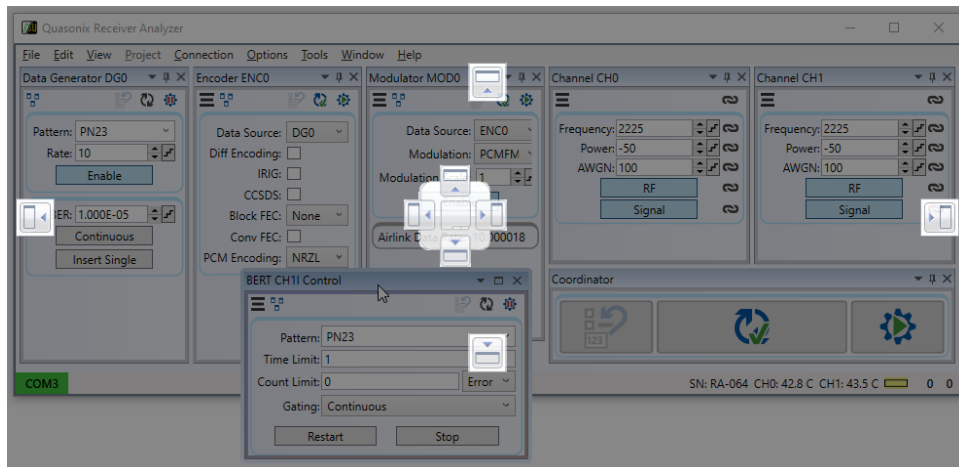 Quasonix Receiver Analyzer
File Edit View Project Connection Options Tools Window Help
Data Generator DG0
Pattern: PN23
Rate: 10
Enable
BER: 1.000E-05
Continuous
Insert Single
Encoder ENC0
Data Source: DG0
Diff Encoding:
IRIG:
CCSDS:
Block FEC: None
Conv FEC:
PCM Encoding: NRZL
Modulator MOD0
Data Source: ENC0
Modulation: PCMFM
Modulation 1
Airlink Data 10.000018
Channel CH0
Frequency: 2225
Power: -50
AWGN: 100
RF
Signal
Channel CH1
Frequency: 2225
Power: -50
AWGN: 100
RF
Signal
Coordinator
123
BERT CH1I Control
Pattern: PN23
Time Limit: 1
Count Limit: 0 Error
Gating: Continuous
Restart Stop
COM3
SN: RA-064 CH0: 42.8 C CH1: 43.5 C 0 0